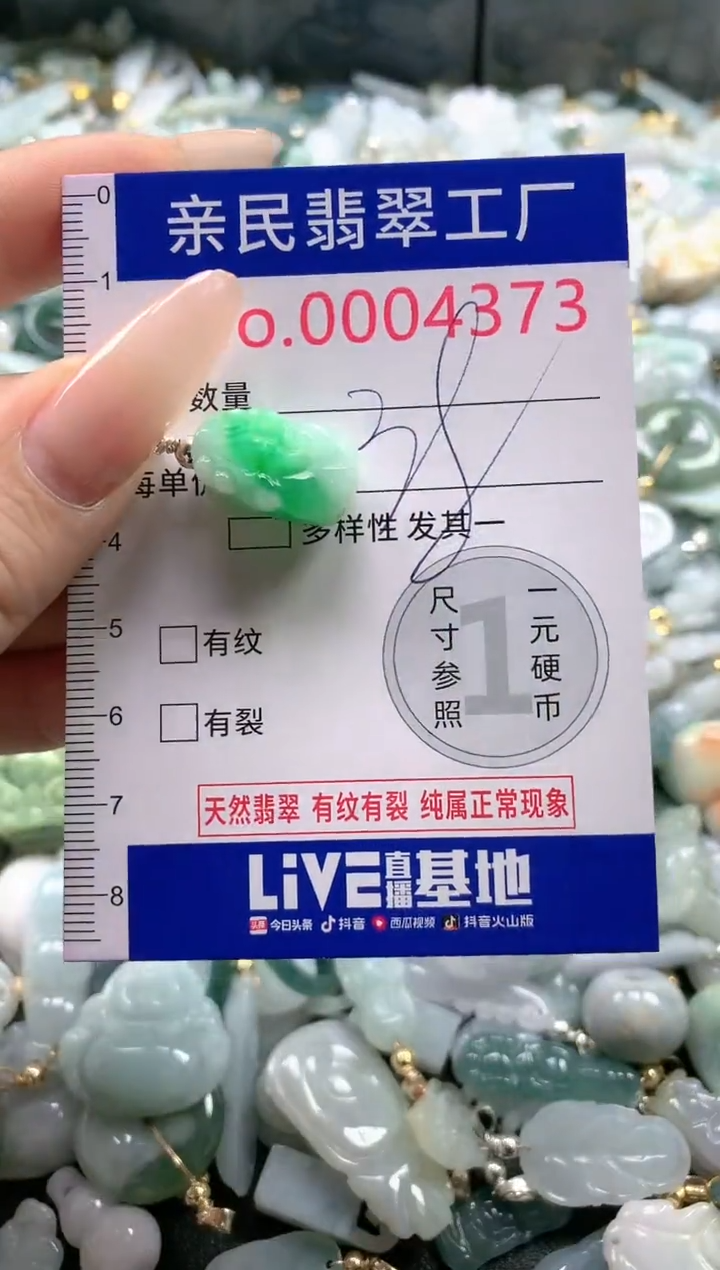 亲民翡翠工厂
o.0004373
数量
38
每单
多样性 发其一
尺寸参照
1
一元硬币
有纹
有裂
天然翡翠 有纹有裂 纯属正常现象
LiVE直播基地
头条 今日头条 抖音 西瓜视频 抖音火山版
0
1
4
5
6
7
8